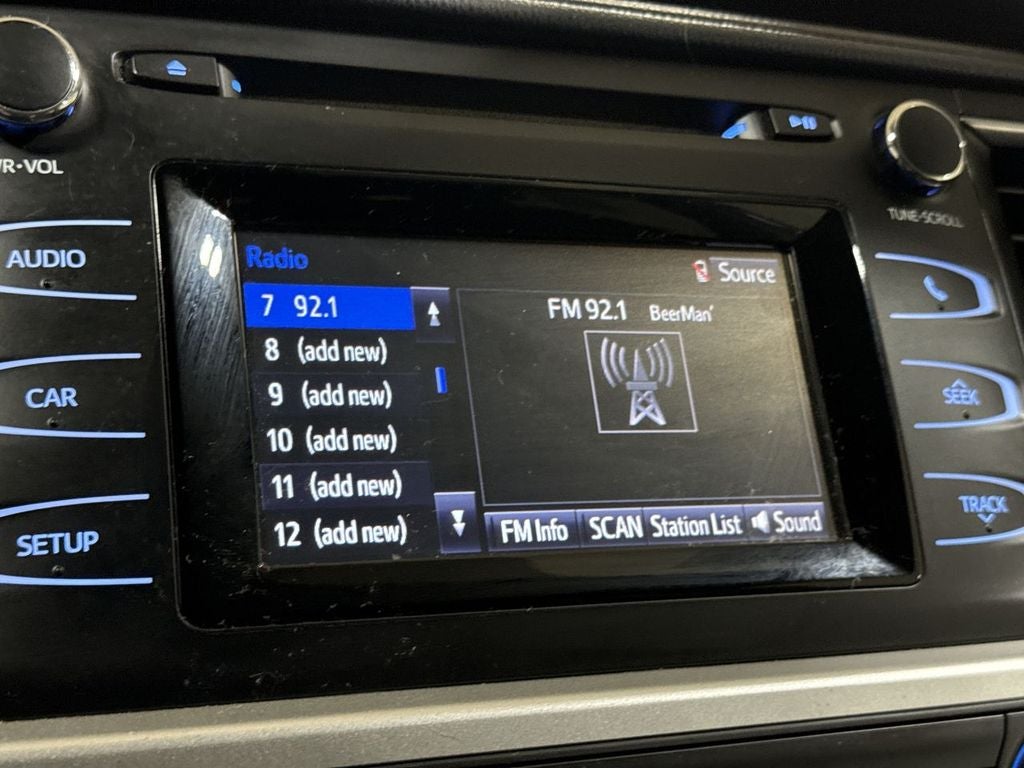 VOL
TUNE•SCROLL
AUDIO
CAR
SETUP
SEEK
TRACK
Radio
Source
7 92.1
8 (add new)
9 (add new)
10 (add new)
11 (add new)
12 (add new)
FM 92.1 BeerMan'
FM Info SCAN Station List Sound